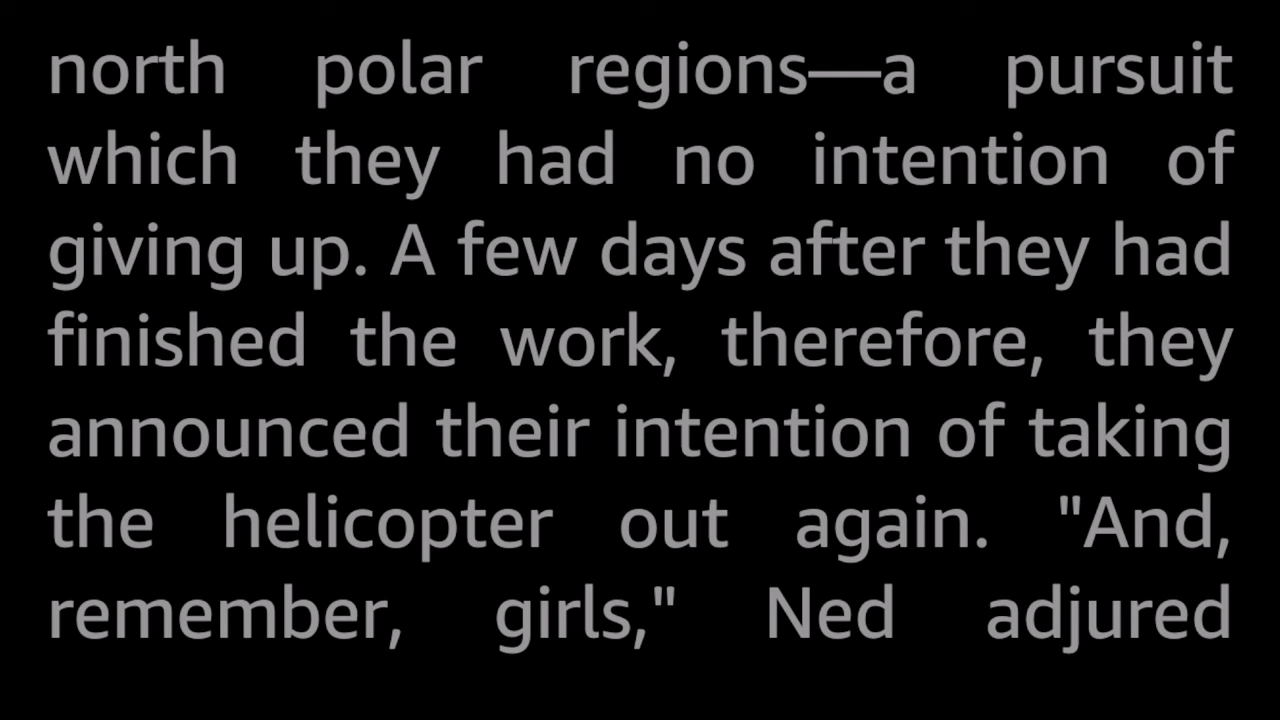 north polar regions—a pursuit
which they had no intention of
giving up. A few days after they had
finished the work, therefore, they
announced their intention of taking
the helicopter out again. "And,
remember, girls," Ned adjured